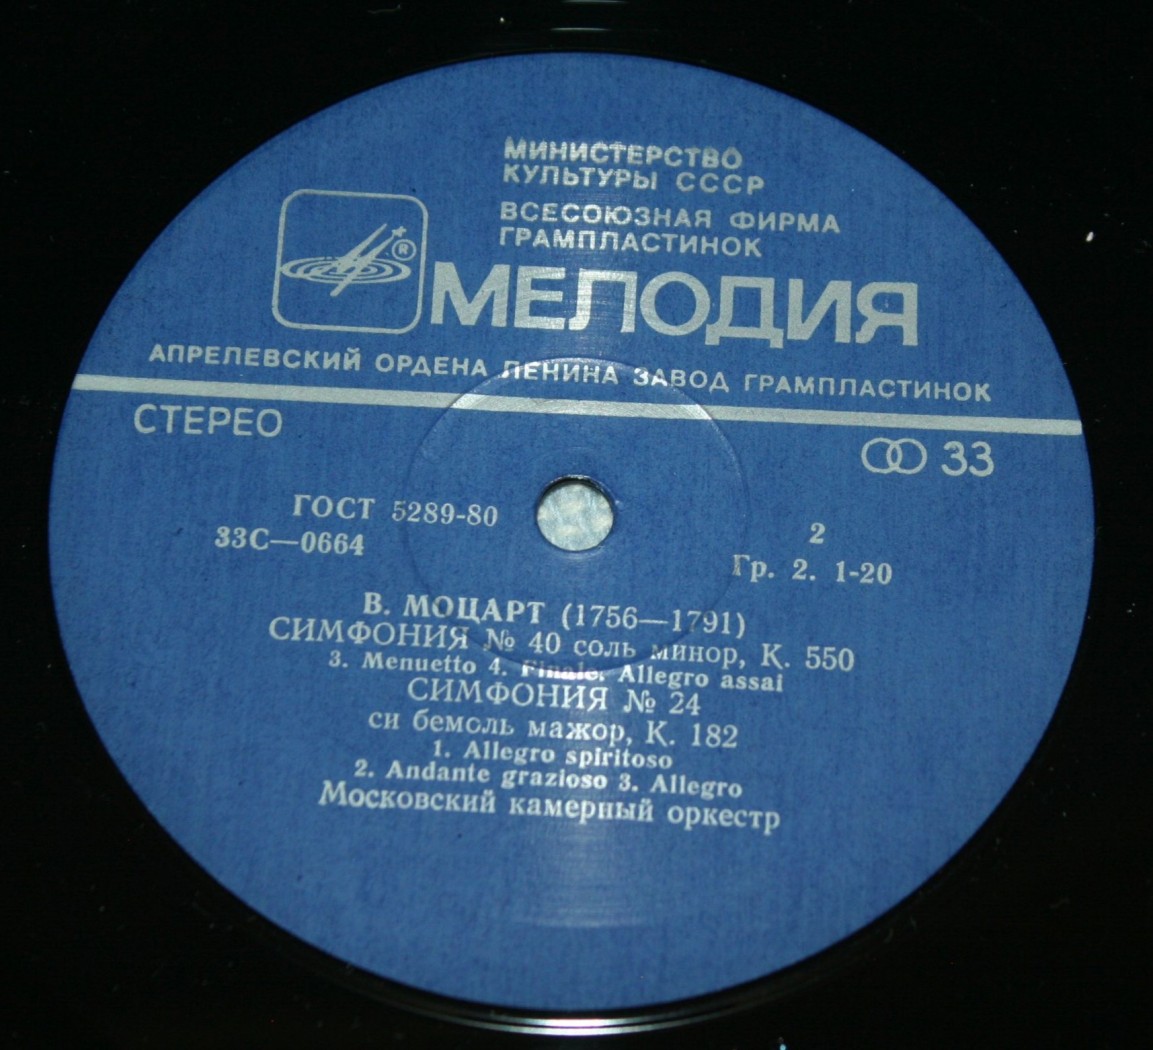 МИНИСТЕРСТВО
КУЛЬТУРЫ СССР
ВСЕСОЮЗНАЯ ФИРМА
ГРАМПЛАСТИНОК
®
МЕЛОДИЯ
АПРЕЛЕВСКИЙ ОРДЕНА ЛЕНИНА ЗАВОД ГРАМПЛАСТИНОК
СТЕРЕО
33
ГОСТ 5289-80
33С—0664
2
Гр. 2. 1-20
В. МОЦАРТ (1756—1791)
СИМФОНИЯ № 40 соль минор, К. 550
3. Menuetto 4. Finale. Allegro assai
СИМФОНИЯ № 24
си бемоль мажор, К. 182
1. Allegro spiritoso
2. Andante grazioso 3. Allegro
Московский камерный оркестр